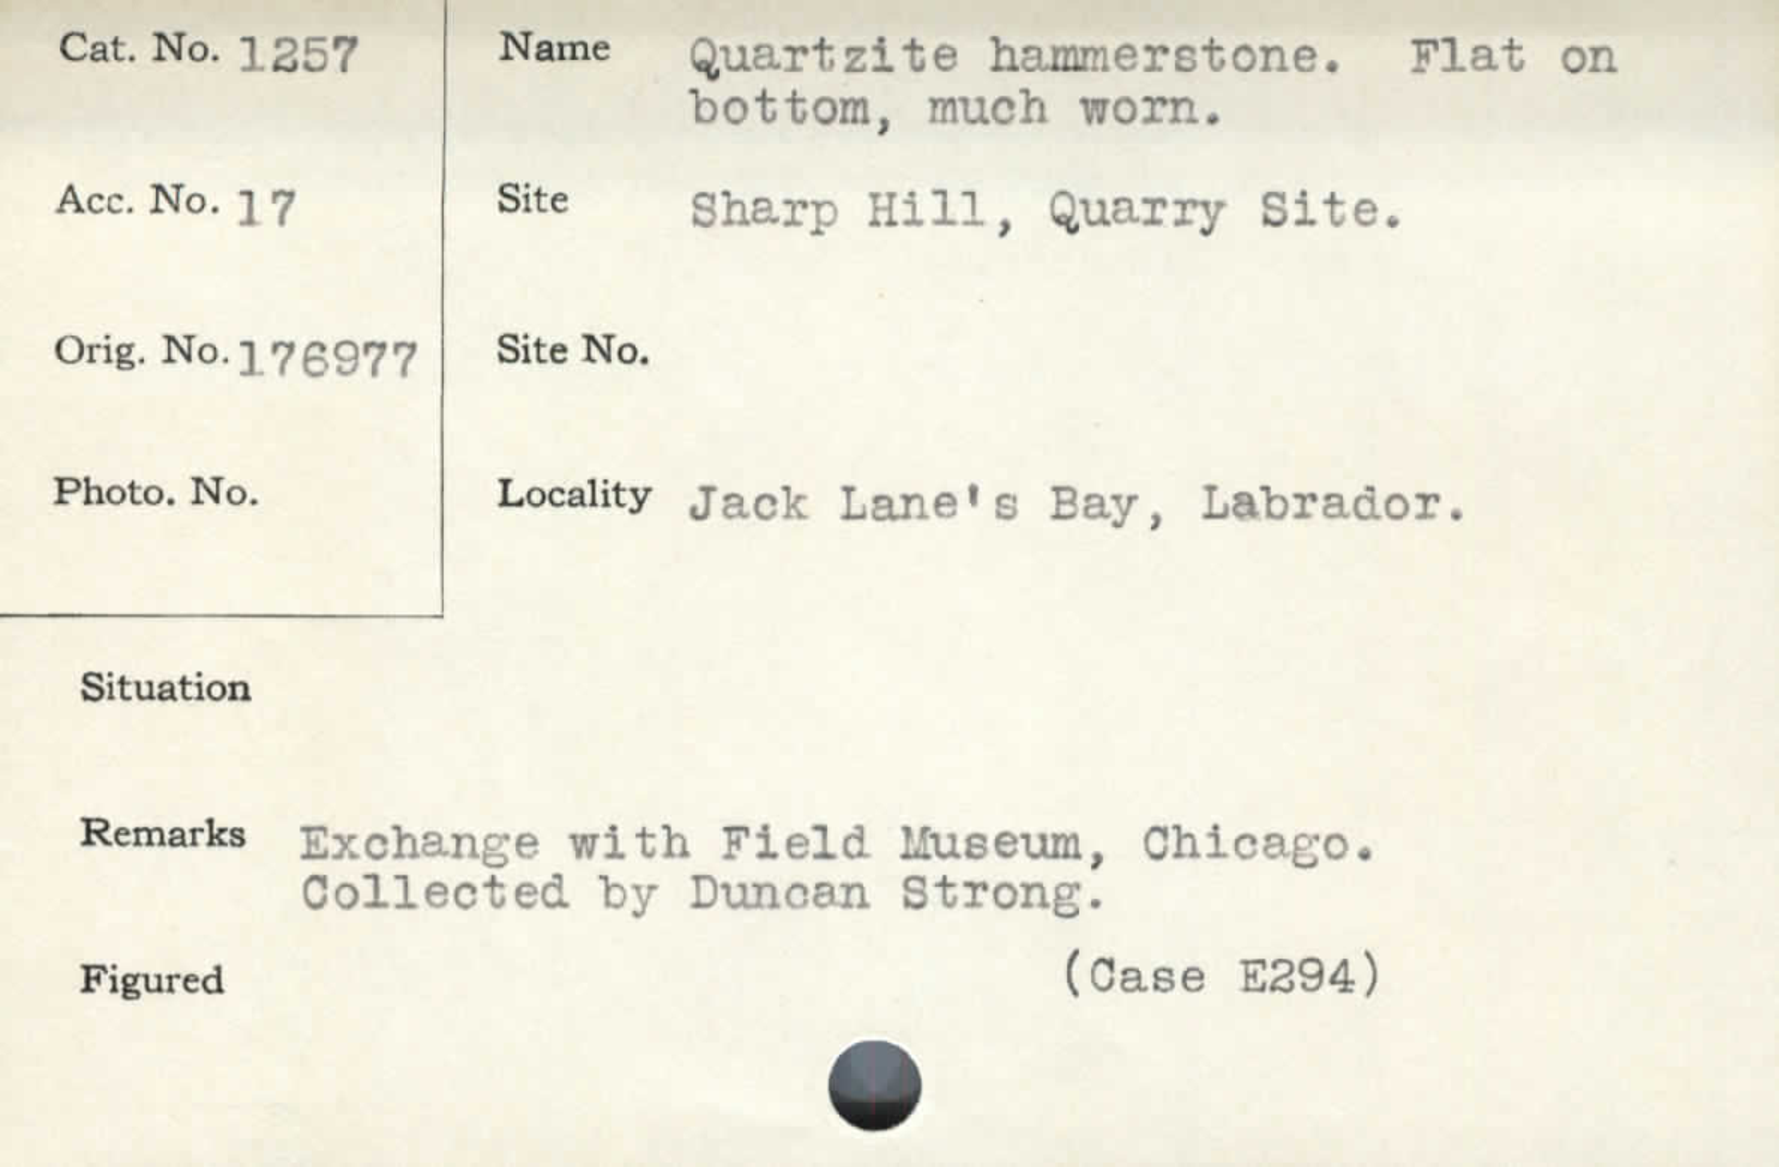 Cat. No. 1257
Name Quartzite hammerstone. Flat on
bottom, much worn.
Acc. No. 17
Site Sharp Hill, Quarry Site.
Orig. No. 176977
Site No.
Photo. No.
Locality Jack Lane's Bay, Labrador.
Situation
Remarks Exchange with Field Museum, Chicago.
Collected by Duncan Strong.
Figured
(Case E294)